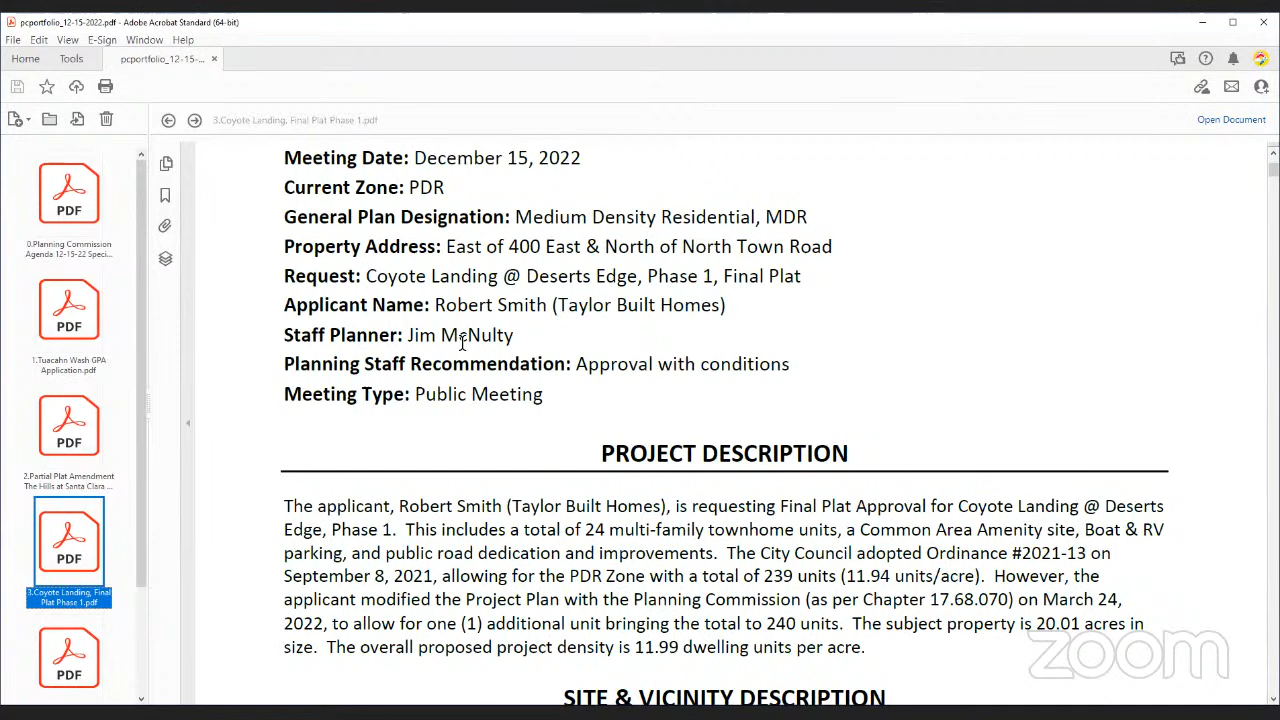 pcportfolio_12-15-2022.pdf - Adobe Acrobat Standard (64-bit)
File Edit View E-Sign Window Help
Home Tools pcportfolio_12-15-... ×
3.Coyote Landing, Final Plat Phase 1.pdf Open Document
PDF
0.Planning Commission
Agenda 12-15-22 Speci...
PDF
1.Tuacahn Wash GPA
Application.pdf
PDF
2.Partial Plat Amendment
The Hills at Santa Clara ...
PDF
3.Coyote Landing, Final
Plat Phase 1.pdf
PDF
Meeting Date: December 15, 2022
Current Zone: PDR
General Plan Designation: Medium Density Residential, MDR
Property Address: East of 400 East & North of North Town Road
Request: Coyote Landing @ Deserts Edge, Phase 1, Final Plat
Applicant Name: Robert Smith (Taylor Built Homes)
Staff Planner: Jim McNulty
Planning Staff Recommendation: Approval with conditions
Meeting Type: Public Meeting
PROJECT DESCRIPTION
The applicant, Robert Smith (Taylor Built Homes), is requesting Final Plat Approval for Coyote Landing @ Deserts
Edge, Phase 1. This includes a total of 24 multi-family townhome units, a Common Area Amenity site, Boat & RV
parking, and public road dedication and improvements. The City Council adopted Ordinance #2021-13 on
September 8, 2021, allowing for the PDR Zone with a total of 239 units (11.94 units/acre). However, the
applicant modified the Project Plan with the Planning Commission (as per Chapter 17.68.070) on March 24,
2022, to allow for one (1) additional unit bringing the total to 240 units. The subject property is 20.01 acres in
size. The overall proposed project density is 11.99 dwelling units per acre.
SITE & VICINITY DESCRIPTION
zoom